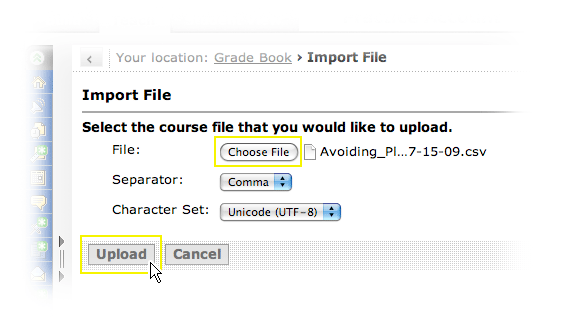 Your location: Grade Book › Import File
Import File
Select the course file that you would like to upload.
File: Choose File Avoiding_Pl...7-15-09.csv
Separator: Comma
Character Set: Unicode (UTF-8)
Upload Cancel